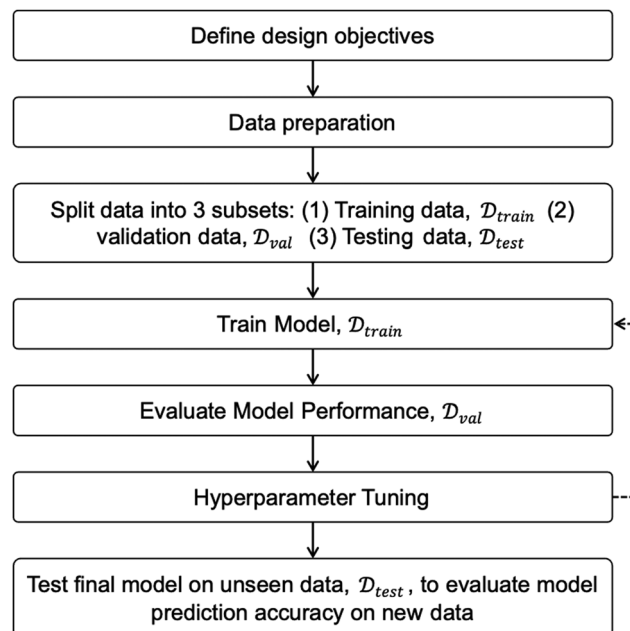 Define design objectives
Data preparation
Split data into 3 subsets: (1) Training data, 𝒟train (2)
validation data, 𝒟val (3) Testing data, 𝒟test
Train Model, 𝒟train
Evaluate Model Performance, 𝒟val
Hyperparameter Tuning
Test final model on unseen data, 𝒟test , to evaluate model
prediction accuracy on new data